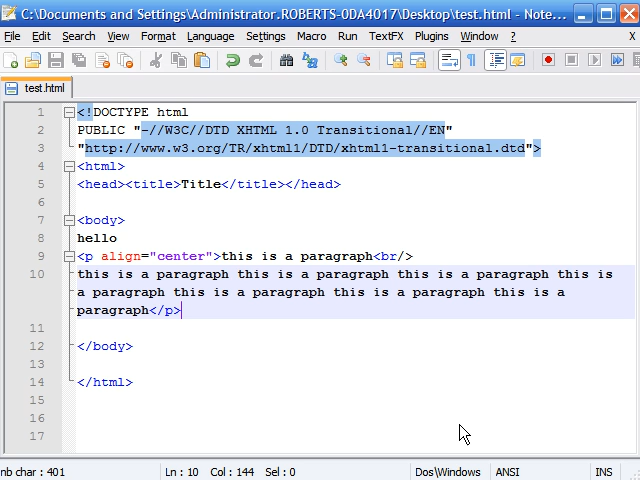 C:\Documents and Settings\Administrator.ROBERTS-0DA4017\Desktop\test.html - Note...
File Edit Search View Format Language Settings Macro Run TextFX Plugins Window ? X
test.html
1 <!DOCTYPE html
2 PUBLIC "-//W3C//DTD XHTML 1.0 Transitional//EN"
3 "http://www.w3.org/TR/xhtml1/DTD/xhtml1-transitional.dtd">
4 <html>
5 <head><title>Title</title></head>
6
7 <body>
8 hello
9 <p align="center">this is a paragraph<br/>
10 this is a paragraph this is a paragraph this is a paragraph this is
a paragraph this is a paragraph this is a paragraph this is a
paragraph</p>
11
12 </body>
13
14 </html>
15
16
17
nb char : 401 Ln : 10 Col : 144 Sel : 0 Dos\Windows ANSI INS